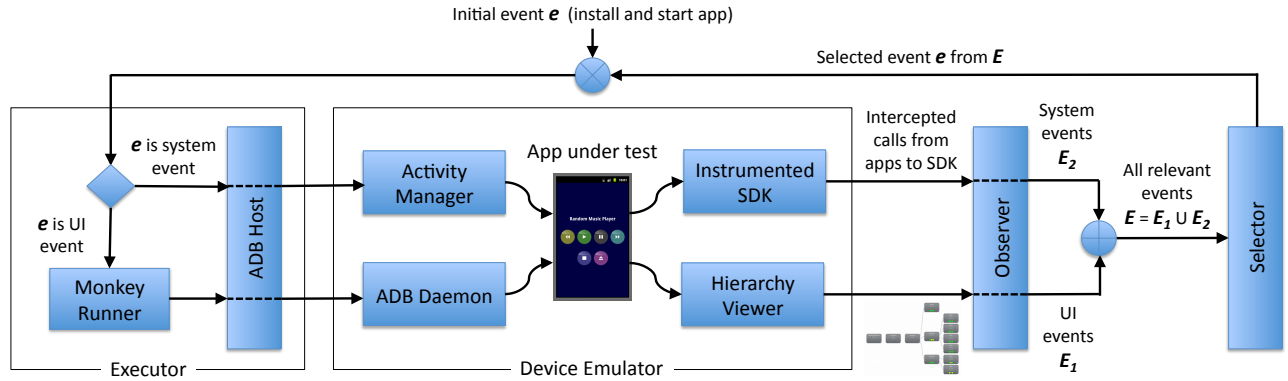 Initial event e (install and start app)
Selected event e from E
e is system
event
e is UI
event
Monkey
Runner
ADB Host
Executor
Activity
Manager
ADB Daemon
App under test
Random Music Player
Instrumented
SDK
Hierarchy
Viewer
Device Emulator
Intercepted
calls from
apps to SDK
Observer
System
events
E2
UI
events
E1
All relevant
events
E = E1 U E2
Selector